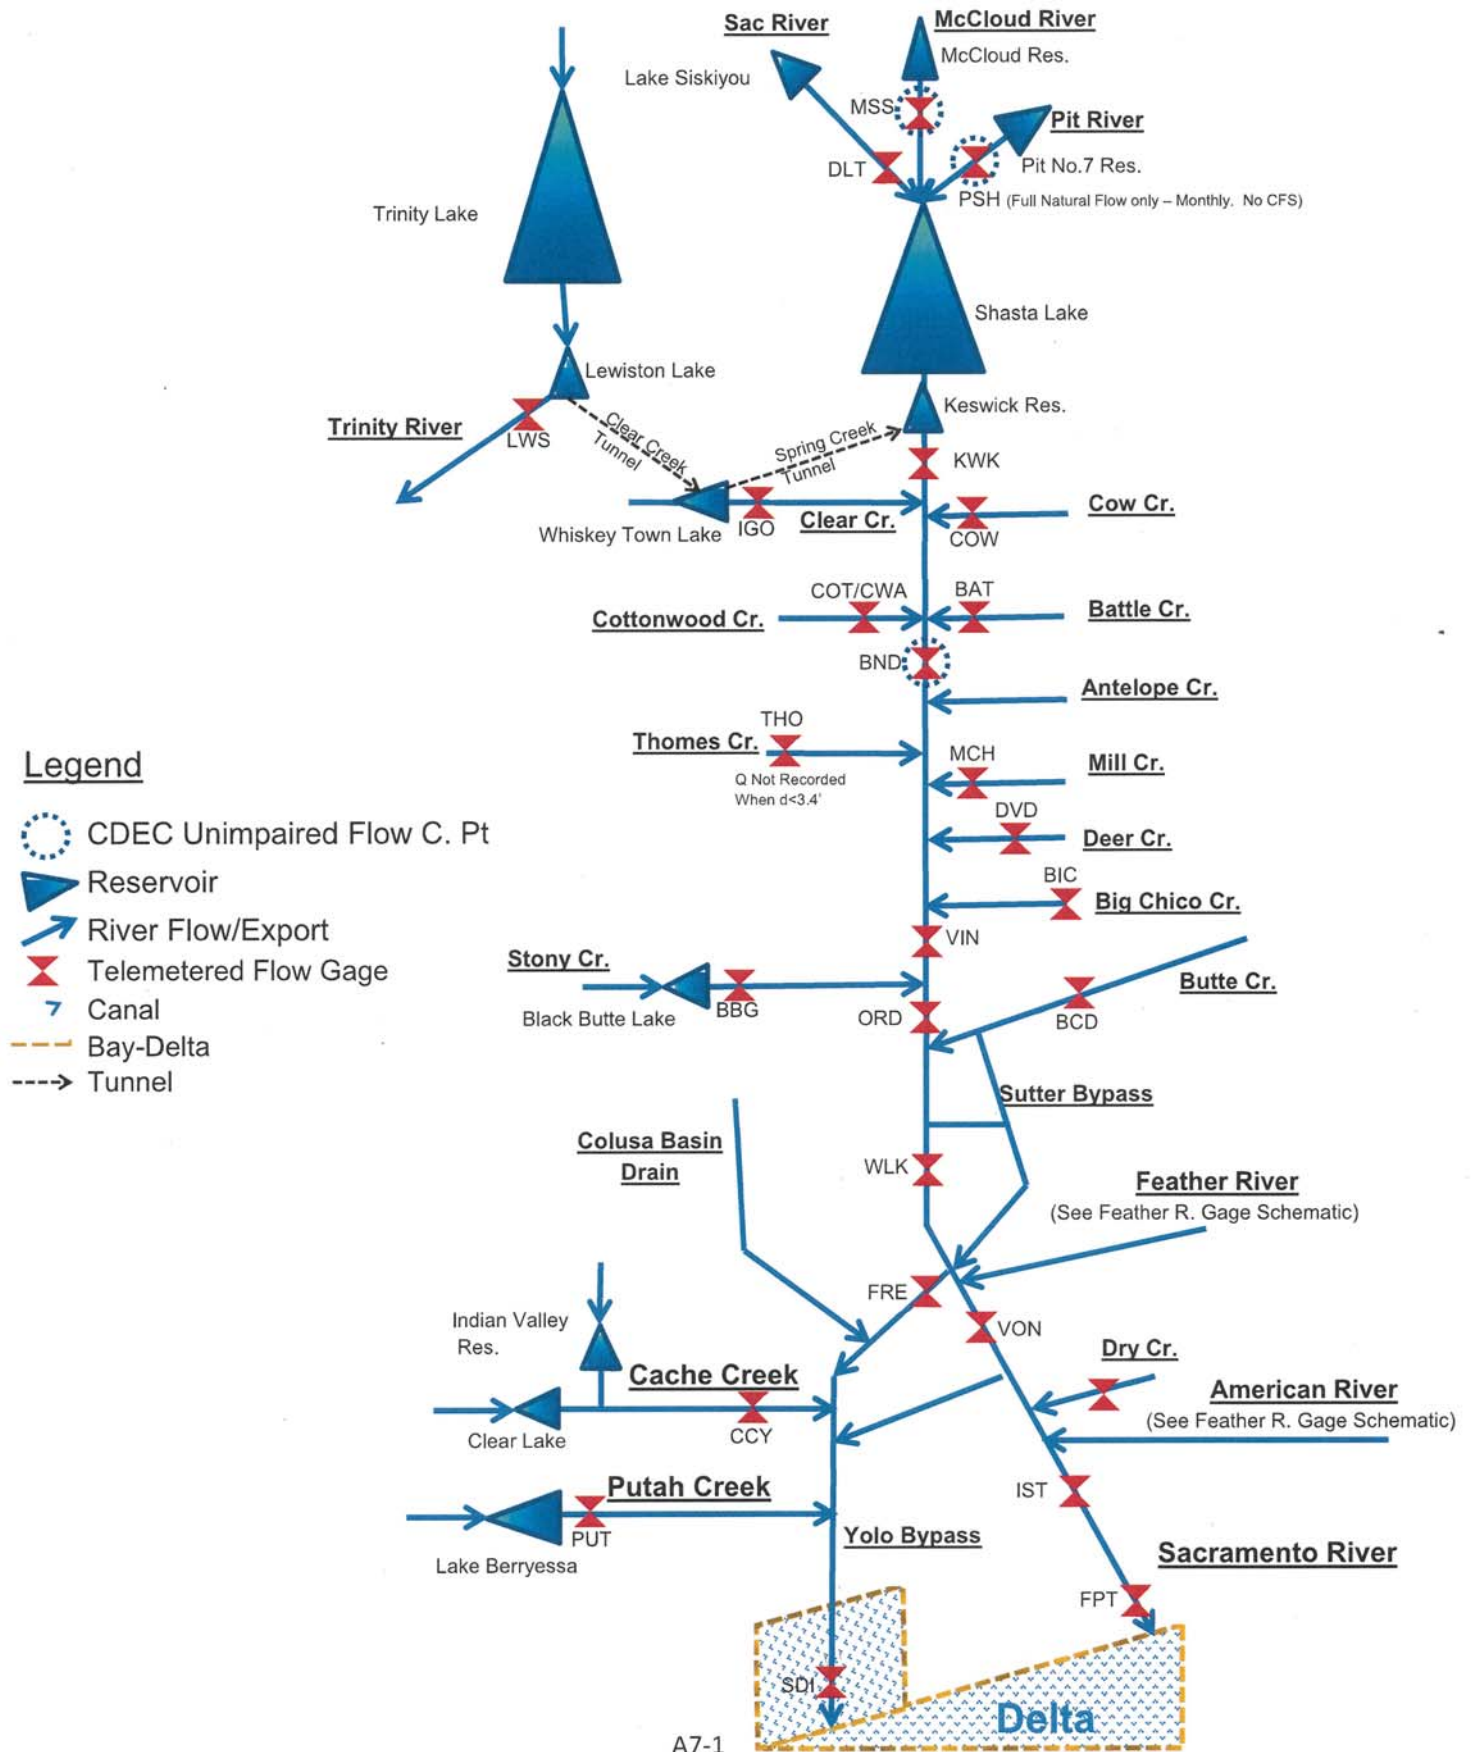 Sac River
McCloud River
McCloud Res.
Lake Siskiyou
MSS
Pit River
DLT
Pit No.7 Res.
PSH (Full Natural Flow only – Monthly. No CFS)
Trinity Lake
Shasta Lake
Lewiston Lake
Keswick Res.
Trinity River
LWS
Clear Creek
Tunnel
Spring Creek
Tunnel
KWK
Whiskey Town Lake
IGO
Clear Cr.
Cow Cr.
COW
COT/CWA
BAT
Cottonwood Cr.
Battle Cr.
BND
Antelope Cr.
THO
Thomes Cr.
Q Not Recorded
When d<3.4'
MCH
Mill Cr.
DVD
Deer Cr.
BIC
Big Chico Cr.
VIN
Legend
CDEC Unimpaired Flow C. Pt
Reservoir
River Flow/Export
Telemetered Flow Gage
Canal
Bay-Delta
Tunnel
Stony Cr.
Black Butte Lake
BBG
ORD
Butte Cr.
BCD
Sutter Bypass
Colusa Basin
Drain
WLK
Feather River
(See Feather R. Gage Schematic)
FRE
VON
Indian Valley
Res.
Dry Cr.
Cache Creek
American River
(See Feather R. Gage Schematic)
Clear Lake
CCY
IST
Putah Creek
PUT
Lake Berryessa
Yolo Bypass
Sacramento River
FPT
SDI
Delta
A7-1